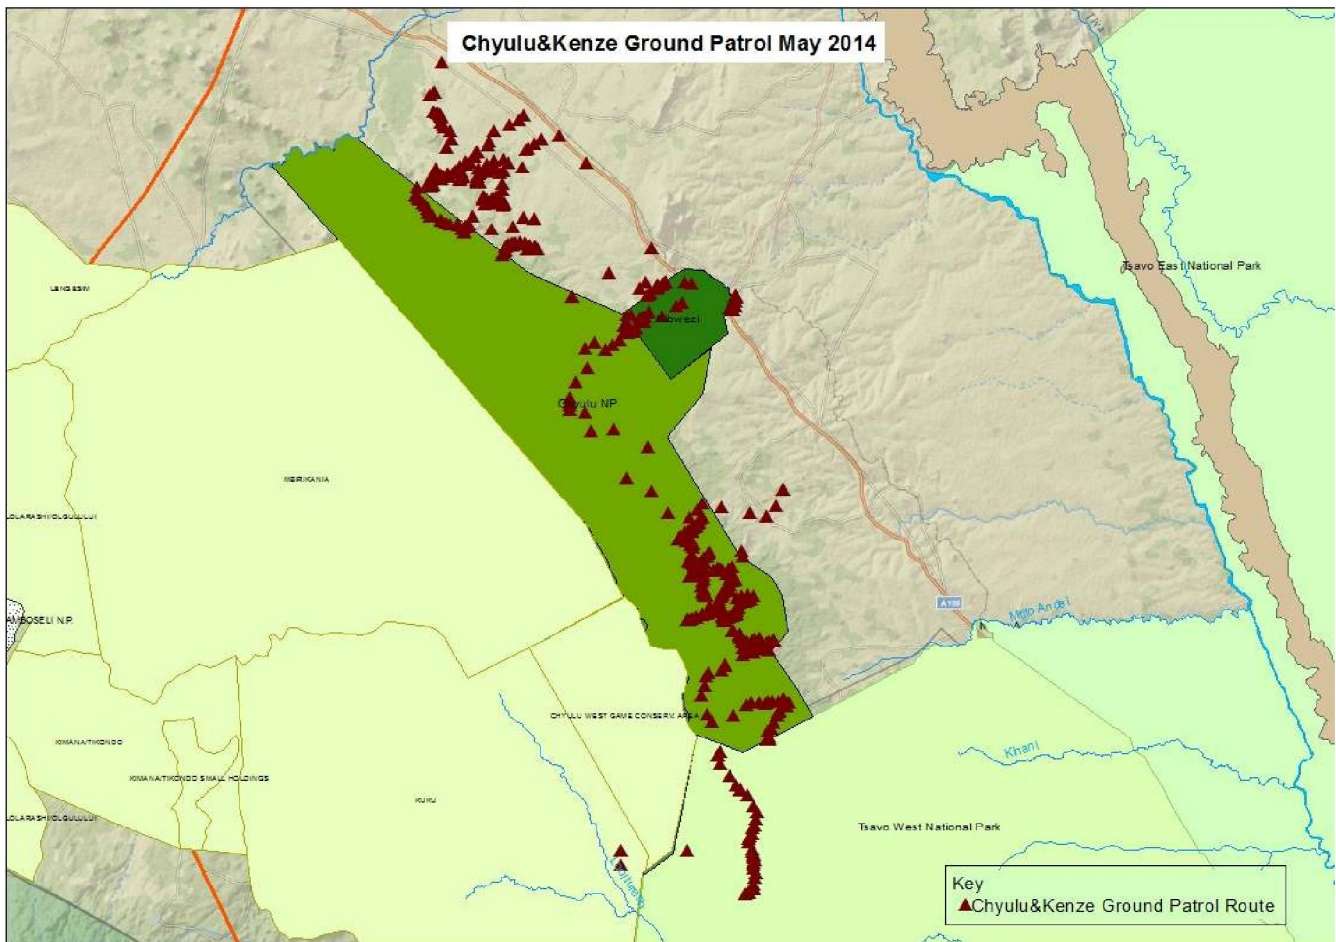 Chyulu&Kenze Ground Patrol May 2014
Tsavo East National Park
LENGESIM
Chyulu NP
MBIRIKANI A
A109
Mtito Andei
AMBOSELI N.P.
CHYULU WEST GAME CONSERV. AREA
KIMANA/TIKONDO
Khani
KIMANA/TIKONDO SMALL HOLDINGS
KUKU
Tsavo West National Park
Key
Chyulu&Kenze Ground Patrol Route